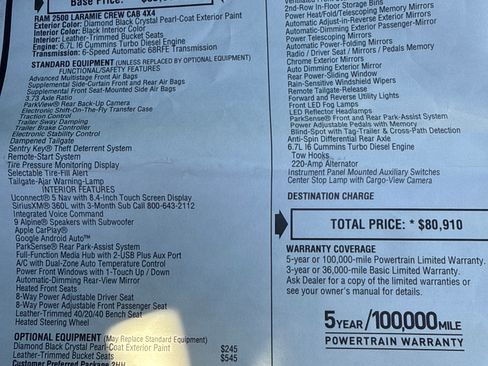 Base Price:
RAM 2500 LARAMIE CREW CAB 4X4
Exterior Color: Diamond Black Crystal Pearl-Coat Exterior Paint
Interior Color: Black Interior Color
Interior: Leather-Trimmed Bucket Seats
Engine: 6.7L I6 Cummins Turbo Diesel Engine
Transmission: 6-Speed Automatic 68RFE Transmission
STANDARD EQUIPMENT (UNLESS REPLACED BY OPTIONAL EQUIPMENT)
FUNCTIONAL/SAFETY FEATURES
Advanced Multistage Front Air Bags
Supplemental Side-Curtain Front and Rear Air Bags
Supplemental Front Seat-Mounted Side Air Bags
3.73 Axle Ratio
ParkView® Rear Back-Up Camera
Electronic Shift-On-The-Fly Transfer Case
Traction Control
Trailer Sway Damping
Trailer Brake Controller
Electronic Stability Control
Dampened Tailgate
Sentry Key® Theft Deterrent System
Remote-Start System
Tire Pressure Monitoring Display
Selectable Tire-Fill Alert
Tailgate-Ajar Warning-Lamp
INTERIOR FEATURES
Uconnect® 5 Nav with 8.4-Inch Touch Screen Display
SiriusXM® 360L with 3-Month Sub Call 800-643-2112
Integrated Voice Command
9 Alpine® Speakers with Subwoofer
Apple CarPlay®
Google Android Auto™
ParkSense® Rear Park-Assist System
Full-Function Media Hub with 2-USB Plus Aux Port
A/C with Dual-Zone Auto Temperature Control
Power Front Windows with 1-Touch Up / Down
Automatic-Dimming Rear-View Mirror
Heated Front Seats
8-Way Power Adjustable Driver Seat
8-Way Power Adjustable Front Passenger Seat
Leather-Trimmed 40/20/40 Bench Seat
Heated Steering Wheel
OPTIONAL EQUIPMENT (May Replace Standard Equipment)
Diamond Black Crystal Pearl-Coat Exterior Paint $245
Leather-Trimmed Bucket Seats $545
Customer Preferred Package 2HH
2nd-Row In-Floor Storage Bins
Power Heat/Fold/Telescoping Memory Mirrors
Automatic Adjust-in-Reverse Exterior Mirrors
Automatic-Dimming Exterior Passenger-Mirror
Power Telescoping Mirrors
Automatic Power-Folding Mirrors
Radio / Driver Seat / Mirrors / Pedals Memory
Chrome Exterior Mirrors
Auto Dimming Exterior Mirror
Rear Power-Sliding Window
Rain-Sensitive Windshield Wipers
Remote Tailgate-Release
Forward and Reverse Utility Lights
Front LED Fog Lamps
LED Reflector Headlamps
ParkSense® Front and Rear Park-Assist System
Power Adjustable Pedals with Memory
Blind-Spot with Tag-Trailer & Cross-Path Detection
Anti-Spin Differential Rear Axle
6.7L I6 Cummins Turbo Diesel Engine
Tow Hooks
220-Amp Alternator
Instrument Panel Mounted Auxiliary Switches
Center Stop Lamp with Cargo-View Camera
DESTINATION CHARGE
TOTAL PRICE: * $80,910
WARRANTY COVERAGE
5-year or 100,000-mile Powertrain Limited Warranty.
3-year or 36,000-mile Basic Limited Warranty.
Ask Dealer for a copy of the limited warranties or
see your owner's manual for details.
5YEAR/100,000MILE
POWERTRAIN WARRANTY